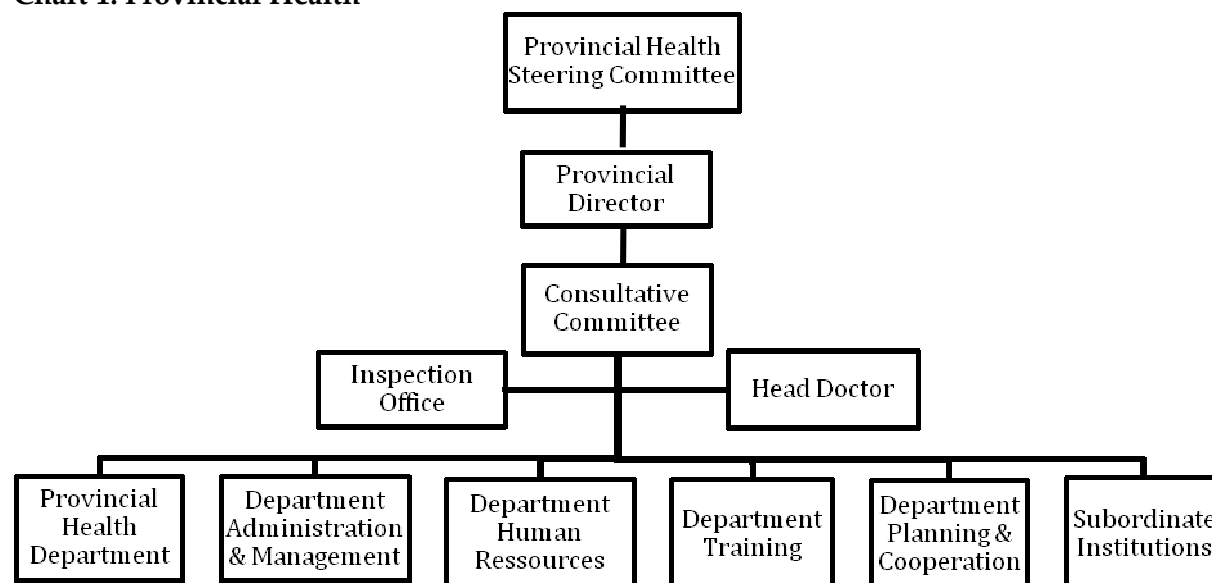 Chart 1: Provincial Health
Provincial Health
Steering Committee
Provincial
Director
Consultative
Committee
Inspection
Office
Head Doctor
Provincial
Health
Department
Department
Administration
& Management
Department
Human
Ressources
Department
Training
Department
Planning &
Cooperation
Subordinate
Institutions